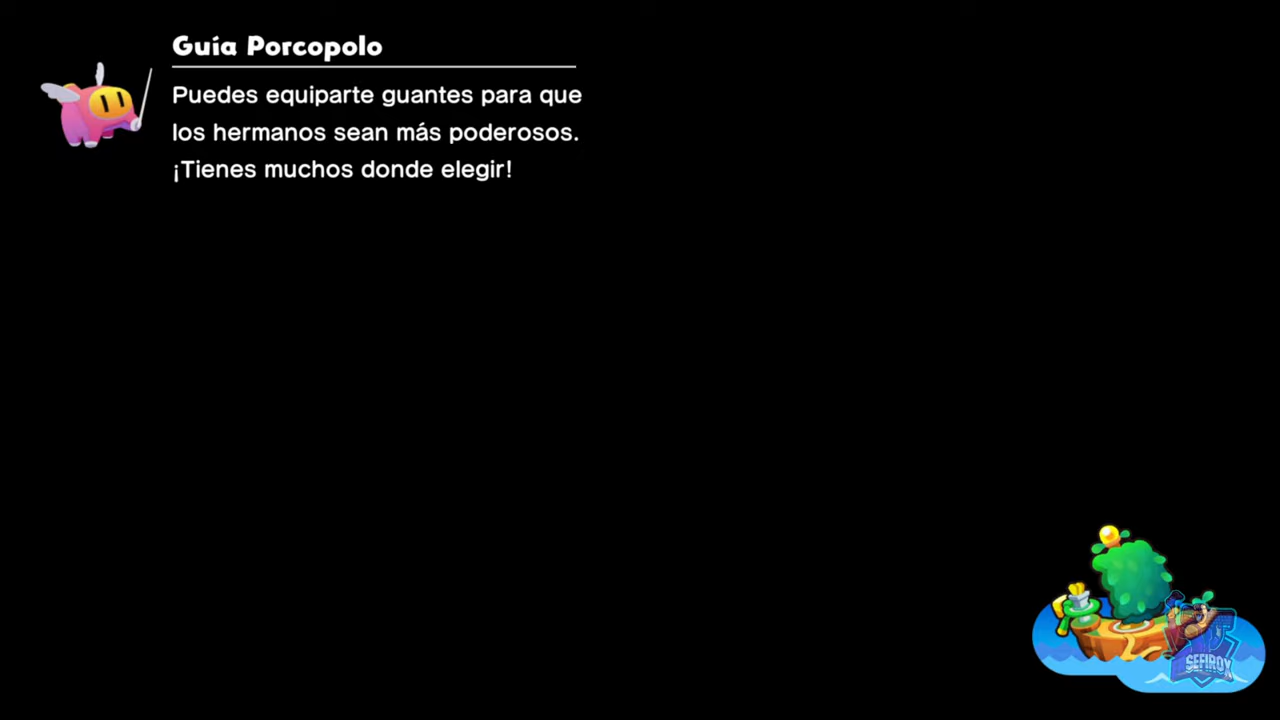 Guía Porcopolo
Puedes equiparte guantes para que
los hermanos sean más poderosos.
¡Tienes muchos donde elegir!
SEFIROX